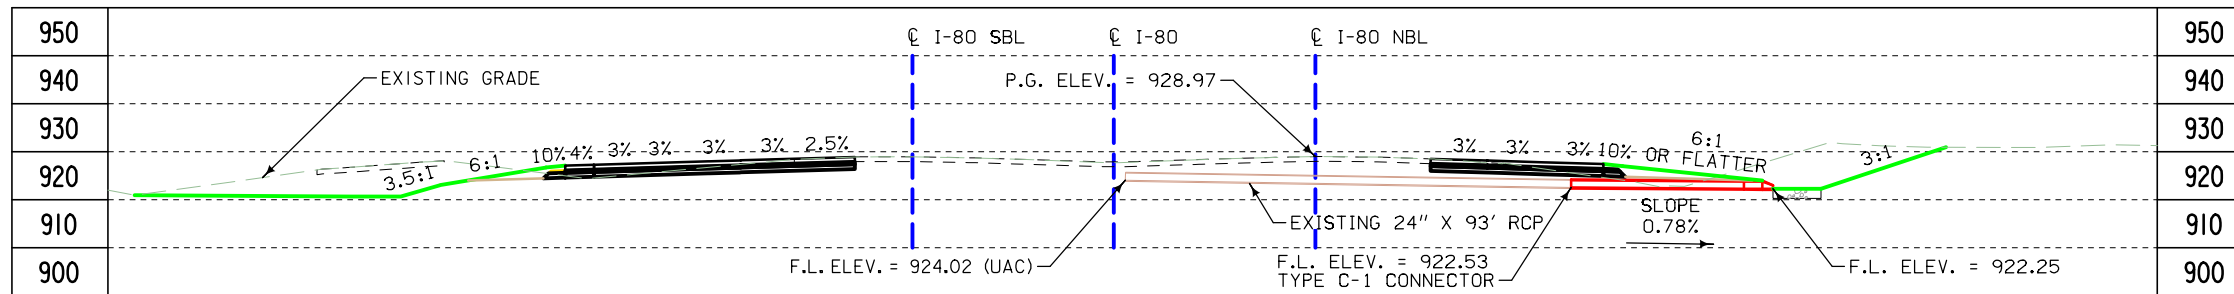 950
940
930
920
910
900
℄ I-80 SBL
℄ I-80
℄ I-80 NBL
EXISTING GRADE
P.G. ELEV. = 928.97
3.5:1
6:1
10%
4%
3%
3%
3%
3%
2.5%
3%
3%
3%
10%
6:1
OR FLATTER
3:1
EXISTING 24" X 93' RCP
SLOPE
0.78%
F.L. ELEV. = 924.02 (UAC)
F.L. ELEV. = 922.53
TYPE C-1 CONNECTOR
F.L. ELEV. = 922.25
950
940
930
920
910
900